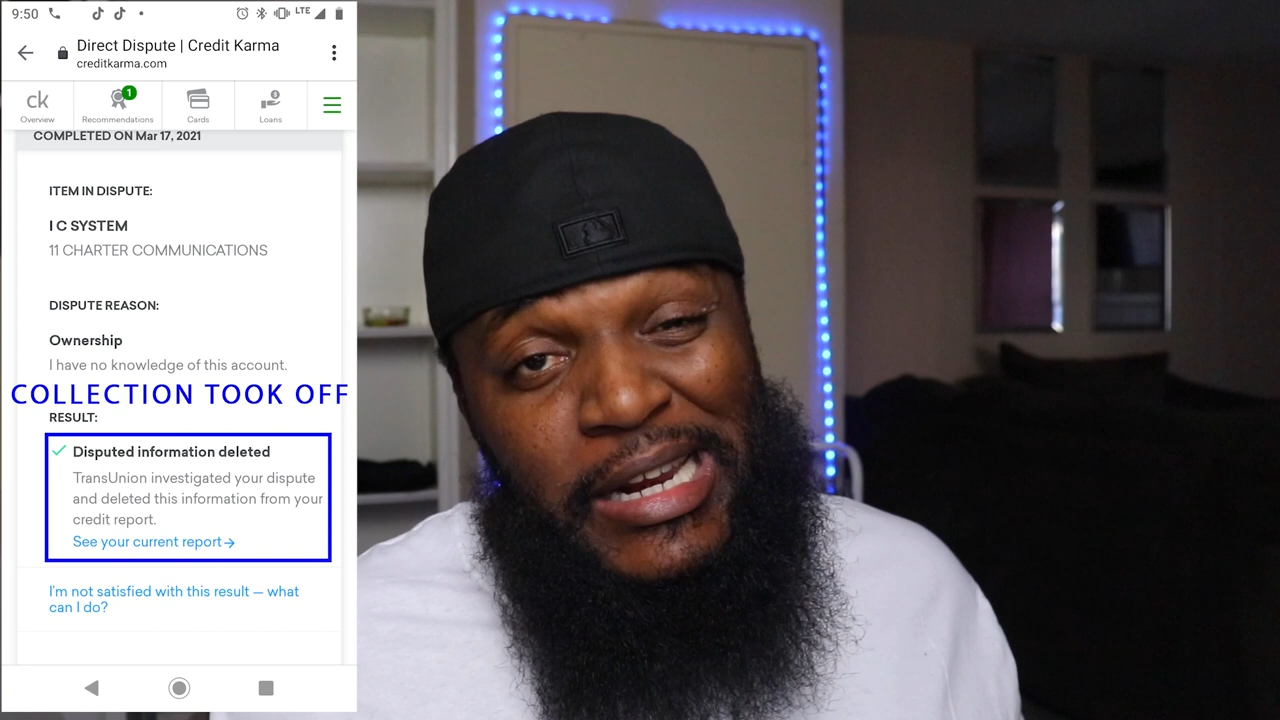 9:50
LTE
Direct Dispute | Credit Karma
creditkarma.com
ck
1
Overview
Recommendations
Cards
Loans
COMPLETED ON Mar 17, 2021
ITEM IN DISPUTE:
I C SYSTEM
11 CHARTER COMMUNICATIONS
DISPUTE REASON:
Ownership
I have no knowledge of this account.
COLLECTION TOOK OFF
RESULT:
Disputed information deleted
TransUnion investigated your dispute
and deleted this information from your
credit report.
See your current report→
I'm not satisfied with this result — what
can I do?